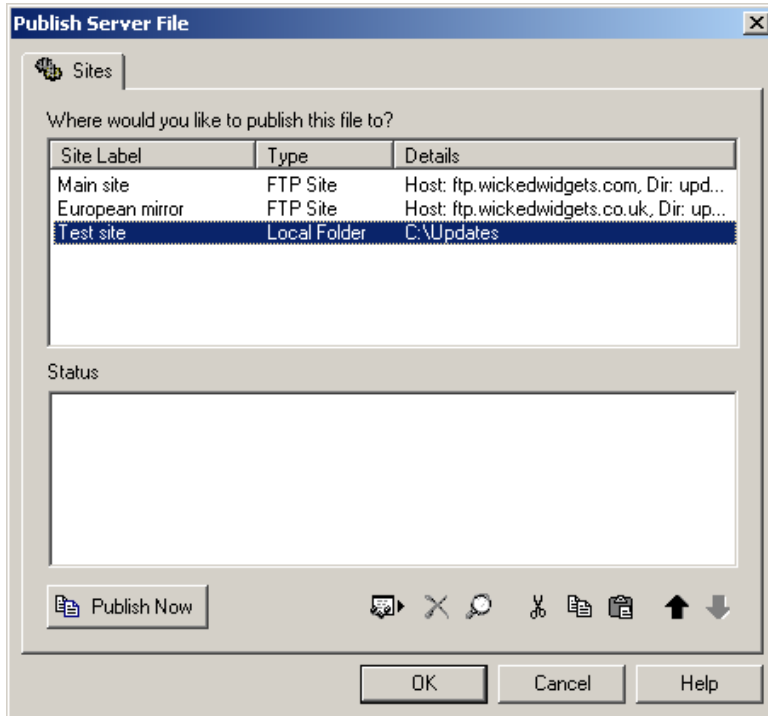 Publish Server File
Sites
Where would you like to publish this file to?
Site Label Type Details
Main site FTP Site Host: ftp.wickedwidgets.com, Dir: upd...
European mirror FTP Site Host: ftp.wickedwidgets.co.uk, Dir: up...
Test site Local Folder C:\Updates
Status
Publish Now
OK Cancel Help